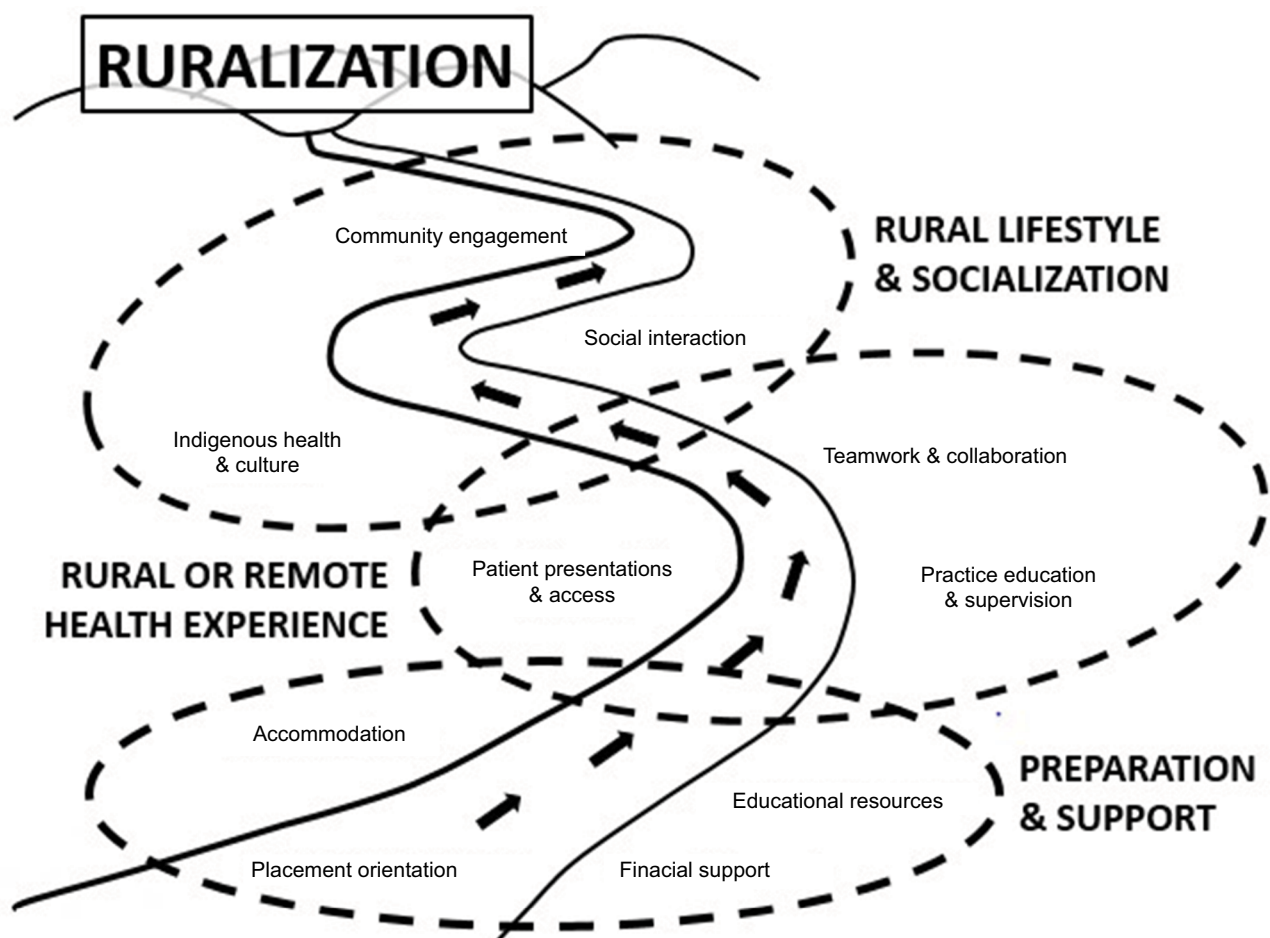 RURALIZATION
Community engagement
RURAL LIFESTYLE
& SOCIALIZATION
Social interaction
Indigenous health
& culture
Teamwork & collaboration
RURAL OR REMOTE
HEALTH EXPERIENCE
Patient presentations
& access
Practice education
& supervision
Accommodation
PREPARATION
& SUPPORT
Educational resources
Placement orientation
Finacial support